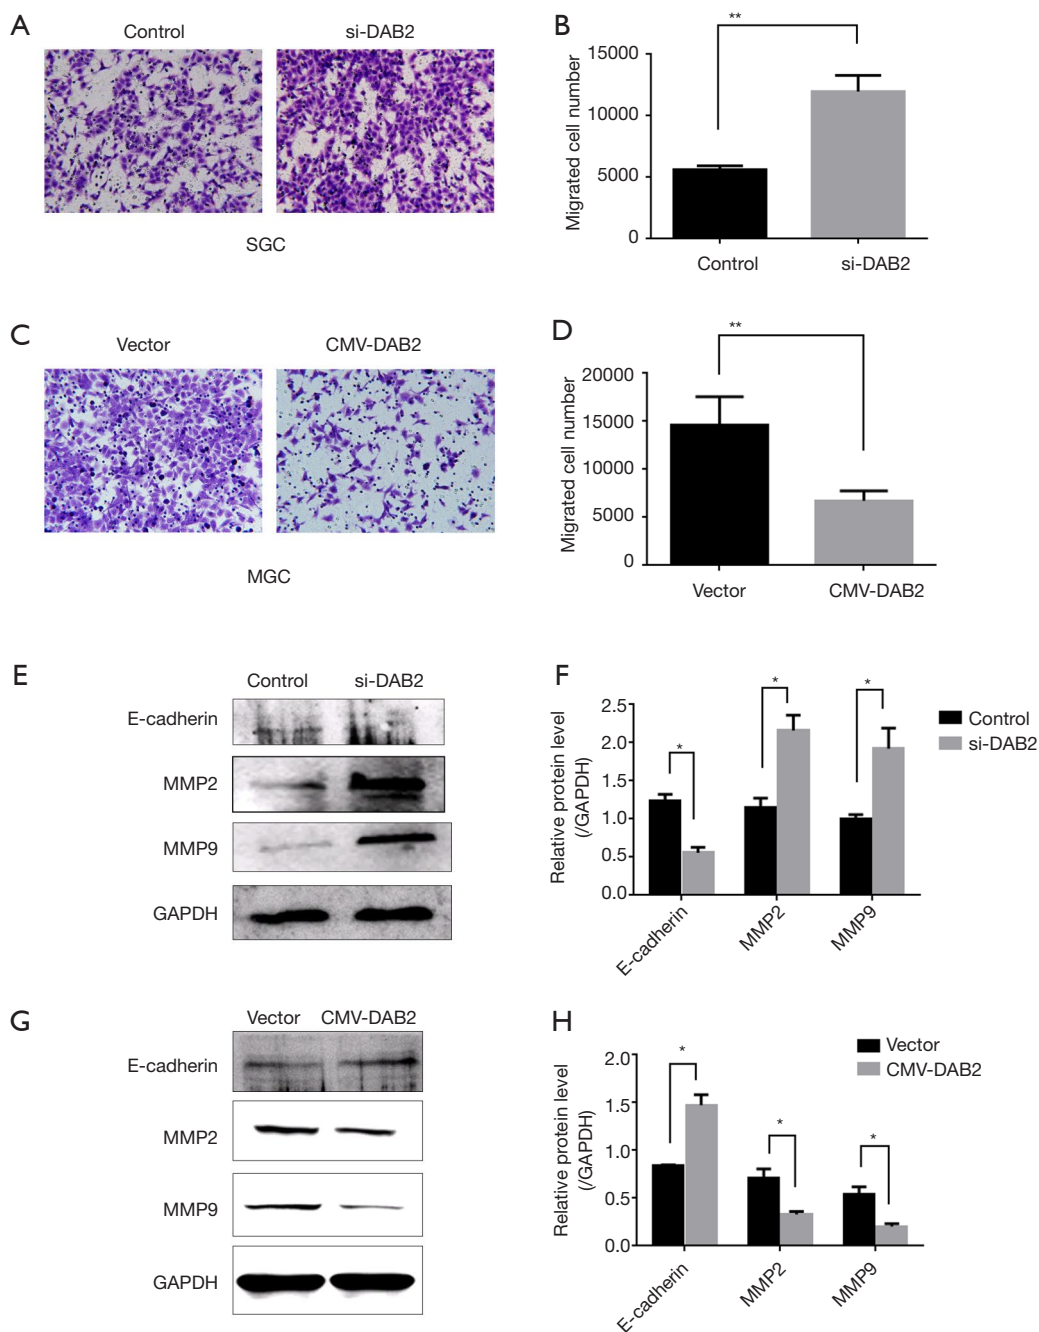 A
Control
si-DAB2
SGC
B
**
Migrated cell number
15000
10000
5000
0
Control
si-DAB2
C
Vector
CMV-DAB2
MGC
D
**
Migrated cell number
20000
15000
10000
5000
0
Vector
CMV-DAB2
E
Control
si-DAB2
E-cadherin
MMP2
MMP9
GAPDH
F
Relative protein level
(/GAPDH)
2.5
2.0
1.5
1.0
0.5
0.0
*
*
*
Control
si-DAB2
E-cadherin
MMP2
MMP9
G
Vector
CMV-DAB2
E-cadherin
MMP2
MMP9
GAPDH
H
Relative protein level
(/GAPDH)
2.0
1.5
1.0
0.5
0.0
*
*
*
Vector
CMV-DAB2
E-cadherin
MMP2
MMP9